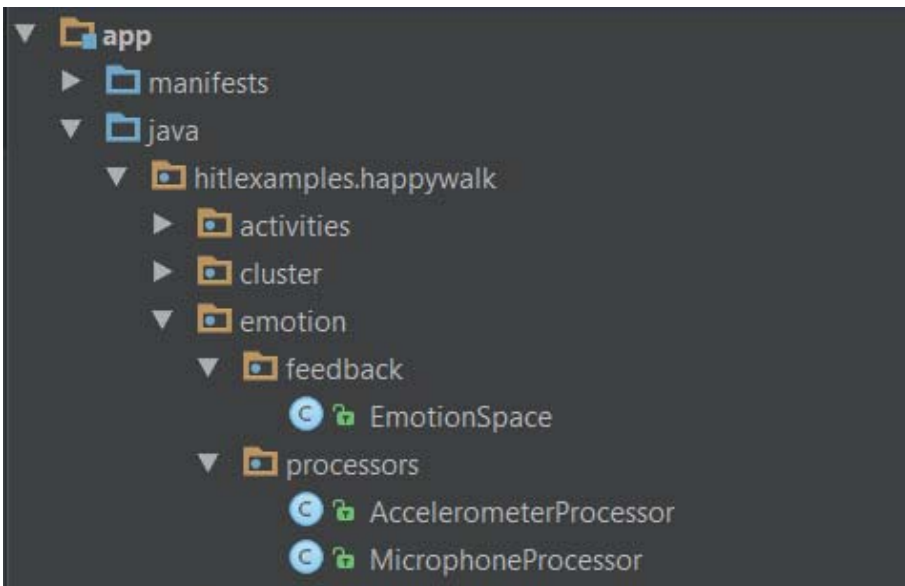 app
manifests
java
hitlexamples.happywalk
activities
cluster
emotion
feedback
EmotionSpace
processors
AccelerometerProcessor
MicrophoneProcessor